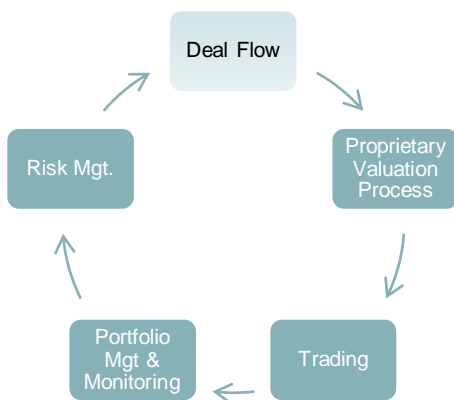 Deal Flow
Proprietary
Valuation
Process
Trading
Portfolio
Mgt &
Monitoring
Risk Mgt.